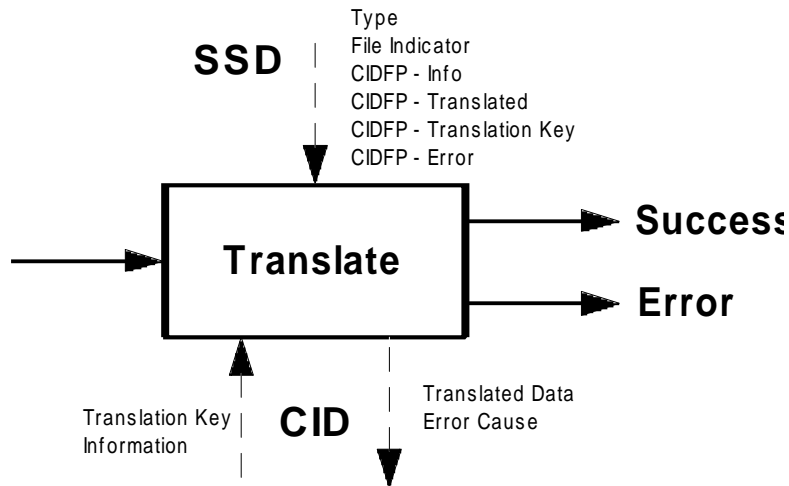 SSD
Type
File Indicator
CIDFP - Info
CIDFP - Translated
CIDFP - Translation Key
CIDFP - Error
Translate
Success
Error
Translation Key
Information
CID
Translated Data
Error Cause